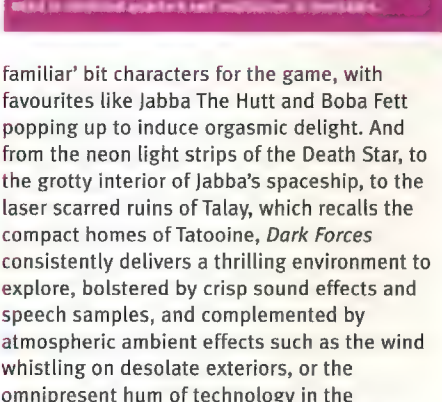 familiar' bit characters for the game, with
favourites like Jabba The Hutt and Boba Fett
popping up to induce orgasmic delight. And
from the neon light strips of the Death Star, to
the grotty interior of Jabba's spaceship, to the
laser scarred ruins of Talay, which recalls the
compact homes of Tatooine, Dark Forces
consistently delivers a thrilling environment to
explore, bolstered by crisp sound effects and
speech samples, and complemented by
atmospheric ambient effects such as the wind
whistling on desolate exteriors, or the
omnipresent hum of technology in the